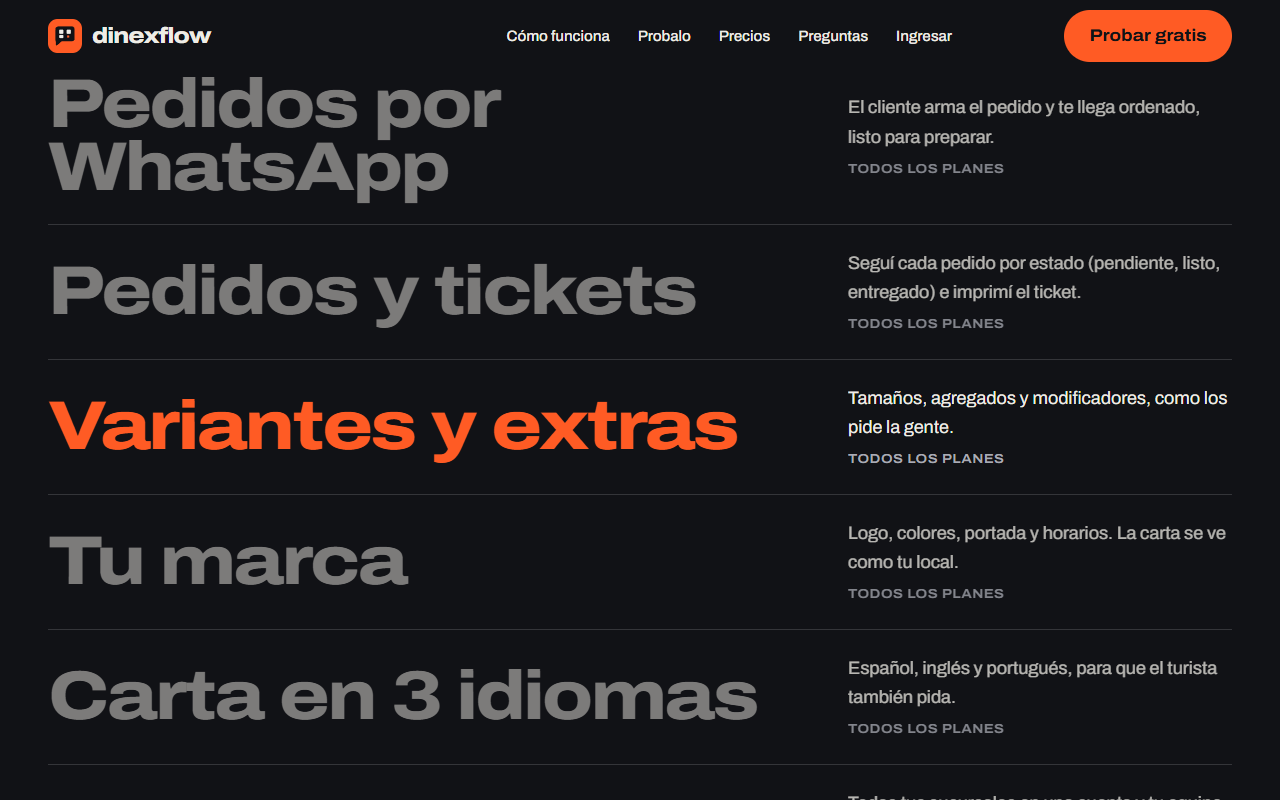 dinexflow
Cómo funciona
Probalo
Precios
Preguntas
Ingresar
Probar gratis
Pedidos por
WhatsApp
El cliente arma el pedido y te llega ordenado,
listo para preparar.
TODOS LOS PLANES
Pedidos y tickets
Seguí cada pedido por estado (pendiente, listo,
entregado) e imprimí el ticket.
TODOS LOS PLANES
Variantes y extras
Tamaños, agregados y modificadores, como los
pide la gente.
TODOS LOS PLANES
Tu marca
Logo, colores, portada y horarios. La carta se ve
como tu local.
TODOS LOS PLANES
Carta en 3 idiomas
Español, inglés y portugués, para que el turista
también pida.
TODOS LOS PLANES